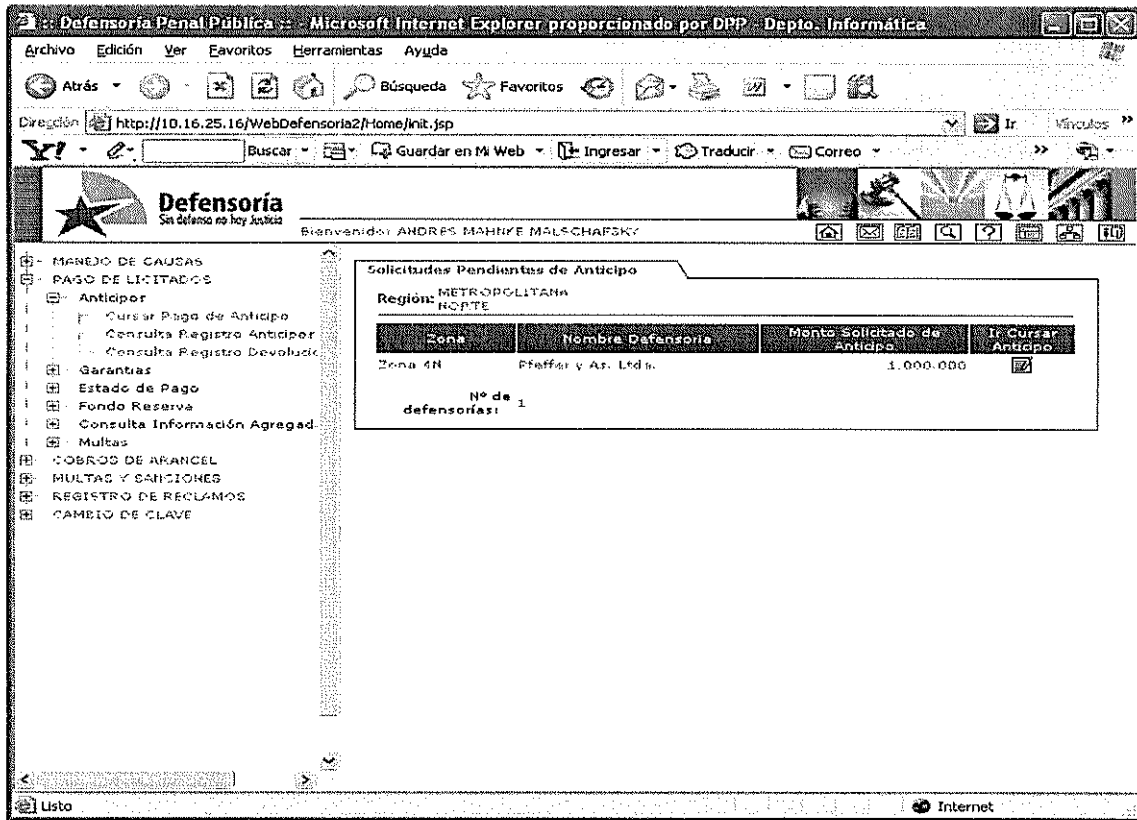 :: Defensoría Penal Pública :: - Microsoft Internet Explorer proporcionado por DPP - Depto. Informática
Archivo Edición Ver Favoritos Herramientas Ayuda
Atrás Búsqueda Favoritos
Dirección http://10.16.25.16/WebDefensoria2/Home/init.jsp Ir Vínculos »
Y! Buscar Guardar en Mi Web Ingresar Traducir Correo »
Defensoría
Sin defensa no hay Justicia
Bienvenido: ANDRES MAHNKE MALSCHAFSKY
MANEJO DE CAUSAS
PAGO DE LICITADOS
Anticipos
Cursar Pago de Anticipo
Consulta Registro Anticipos
Consulta Registro Devolucio
Garantías
Estado de Pago
Fondo Reserva
Consulta Información Agregad
Multas
COBROS DE ARANCEL
MULTAS Y SANCIONES
REGISTRO DE RECLAMOS
CAMBIO DE CLAVE
Solicitudes Pendientes de Anticipo
Región: METROPOLITANA
NORTE
Zona Nombre Defensoría Monto Solicitado de Anticipo Ir Cursar Anticipo
Zona 4N Pfeffer y As. Ltda. 1.000.000
Nº de
defensorías: 1
Listo Internet